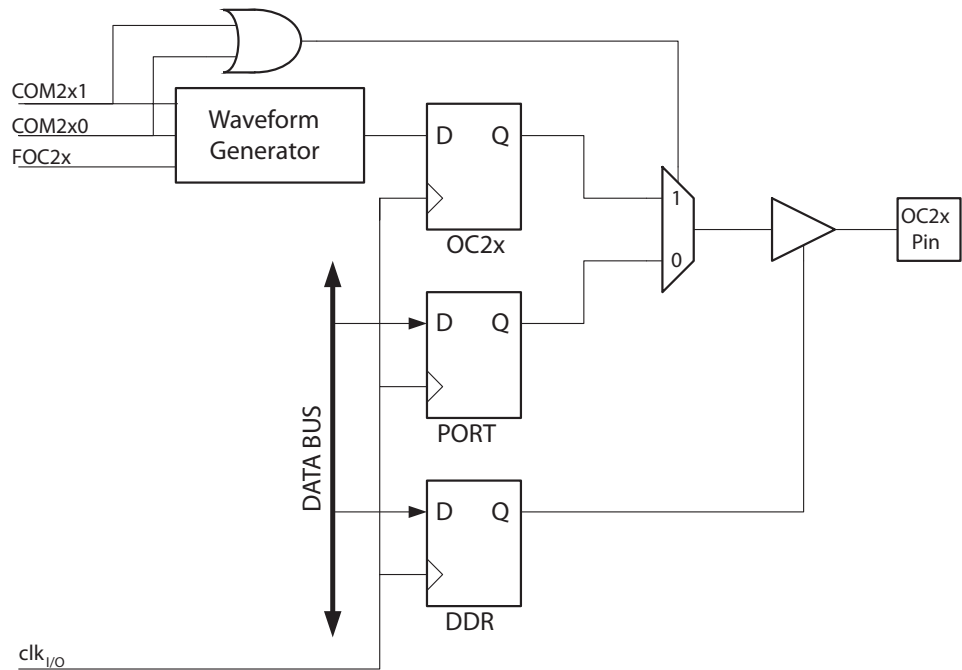 COM2x1
COM2x0
FOC2x
Waveform
Generator
D Q
OC2x
1
0
OC2x
Pin
D Q
PORT
DATA BUS
D Q
DDR
clkI/O